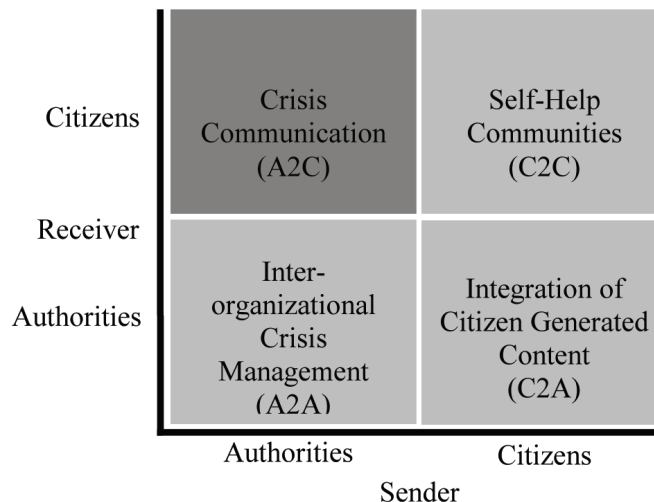 Citizens
Crisis
Communication
(A2C)
Self-Help
Communities
(C2C)
Receiver
Authorities
Inter-
organizational
Crisis
Management
(A2A)
Integration of
Citizen Generated
Content
(C2A)
Authorities
Citizens
Sender